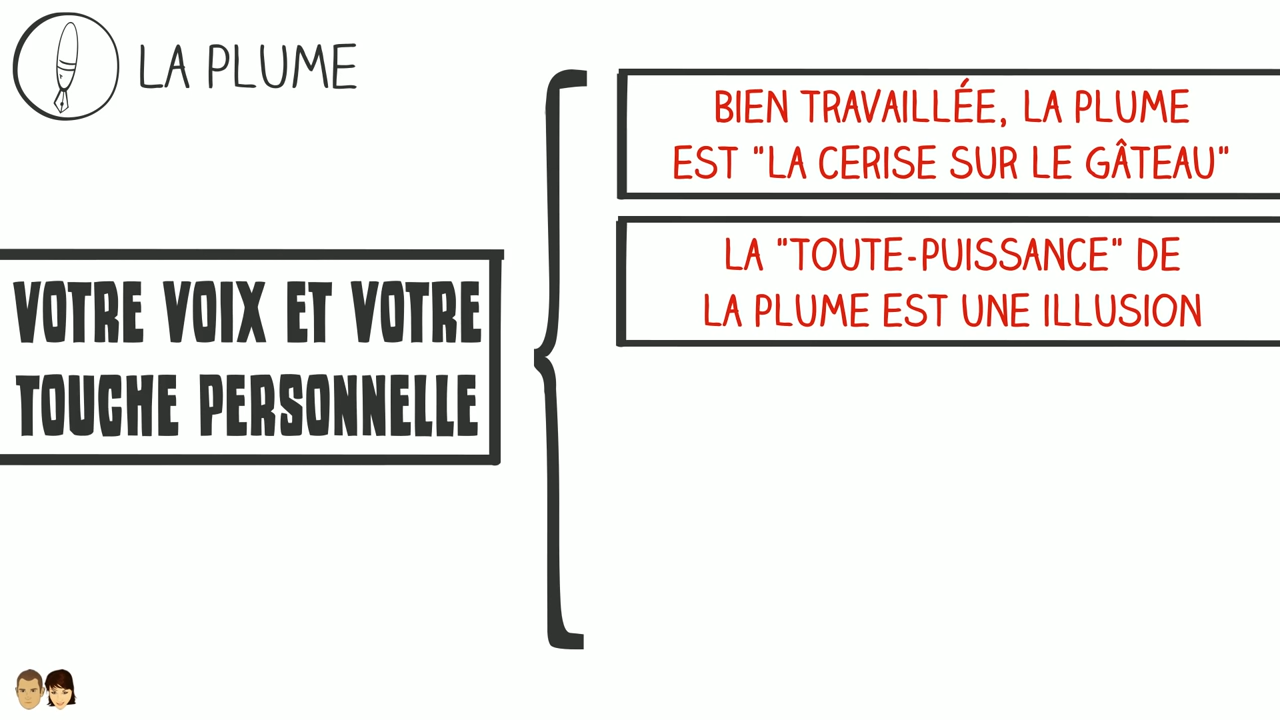 LA PLUME
VOTRE VOIX ET VOTRE
TOUCHE PERSONNELLE
BIEN TRAVAILLÉE, LA PLUME
EST "LA CERISE SUR LE GÂTEAU"
LA "TOUTE-PUISSANCE" DE
LA PLUME EST UNE ILLUSION